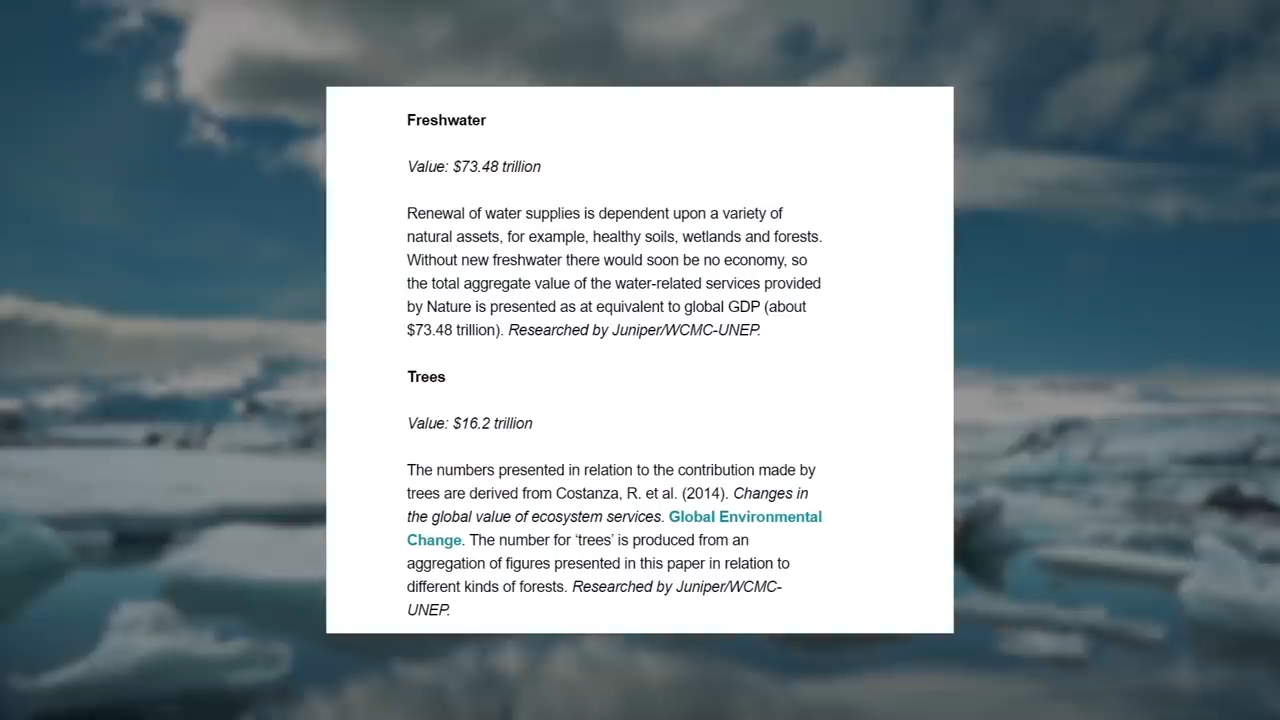 Freshwater
Value: $73.48 trillion
Renewal of water supplies is dependent upon a variety of
natural assets, for example, healthy soils, wetlands and forests.
Without new freshwater there would soon be no economy, so
the total aggregate value of the water-related services provided
by Nature is presented as at equivalent to global GDP (about
$73.48 trillion). Researched by Juniper/WCMC-UNEP.
Trees
Value: $16.2 trillion
The numbers presented in relation to the contribution made by
trees are derived from Costanza, R. et al. (2014). Changes in
the global value of ecosystem services. Global Environmental
Change. The number for ‘trees’ is produced from an
aggregation of figures presented in this paper in relation to
different kinds of forests. Researched by Juniper/WCMC-
UNEP.